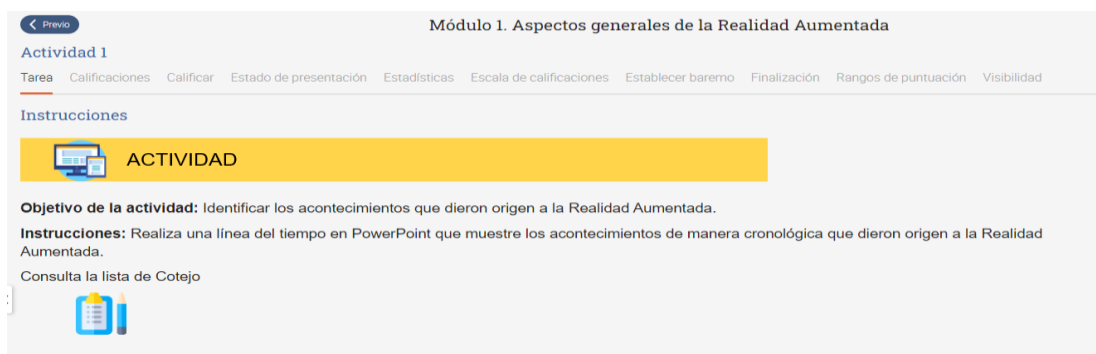 Previo
Módulo 1. Aspectos generales de la Realidad Aumentada
Actividad 1
Tarea Calificaciones Calificar Estado de presentación Estadísticas Escala de calificaciones Establecer baremo Finalización Rangos de puntuación Visibilidad
Instrucciones
ACTIVIDAD
Objetivo de la actividad: Identificar los acontecimientos que dieron origen a la Realidad Aumentada.
Instrucciones: Realiza una línea del tiempo en PowerPoint que muestre los acontecimientos de manera cronológica que dieron origen a la Realidad
Aumentada.
Consulta la lista de Cotejo